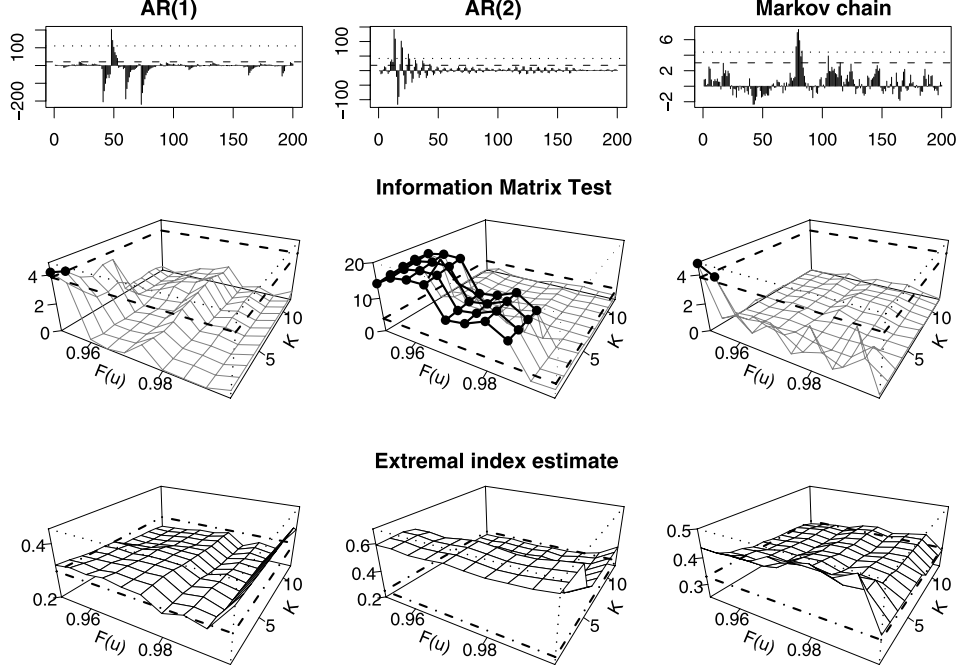 AR(1) AR(2) Markov chain
100
−200
0 50 100 150 200
100
−100
0 50 100 150 200
6
2
−2
0 50 100 150 200
Information Matrix Test
4
2
0
0.96
F(u)
0.98
5
K
10
20
10
0
0.96
F(u)
0.98
5
K
10
4
2
0
0.96
F(u)
0.98
5
K
10
Extremal index estimate
0.4
0.2
0.96
F(u)
0.98
5
K
10
0.6
0.4
0.2
0.96
F(u)
0.98
5
K
10
0.5
0.4
0.3
0.96
F(u)
0.98
5
K
10